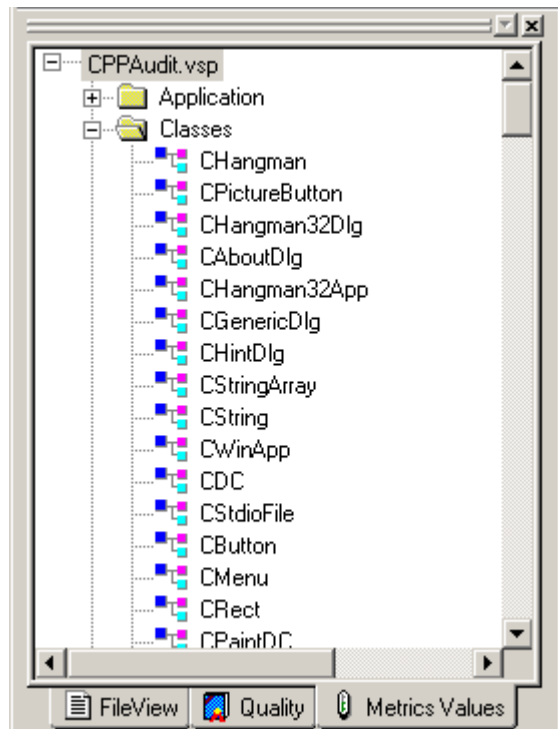 CPPAudit.vsp
Application
Classes
CHangman
CPictureButton
CHangman32Dlg
CAboutDlg
CHangman32App
CGenericDlg
CHintDlg
CStringArray
CString
CWinApp
CDC
CStdioFile
CButton
CMenu
CRect
CPaintDC
FileView Quality Metrics Values